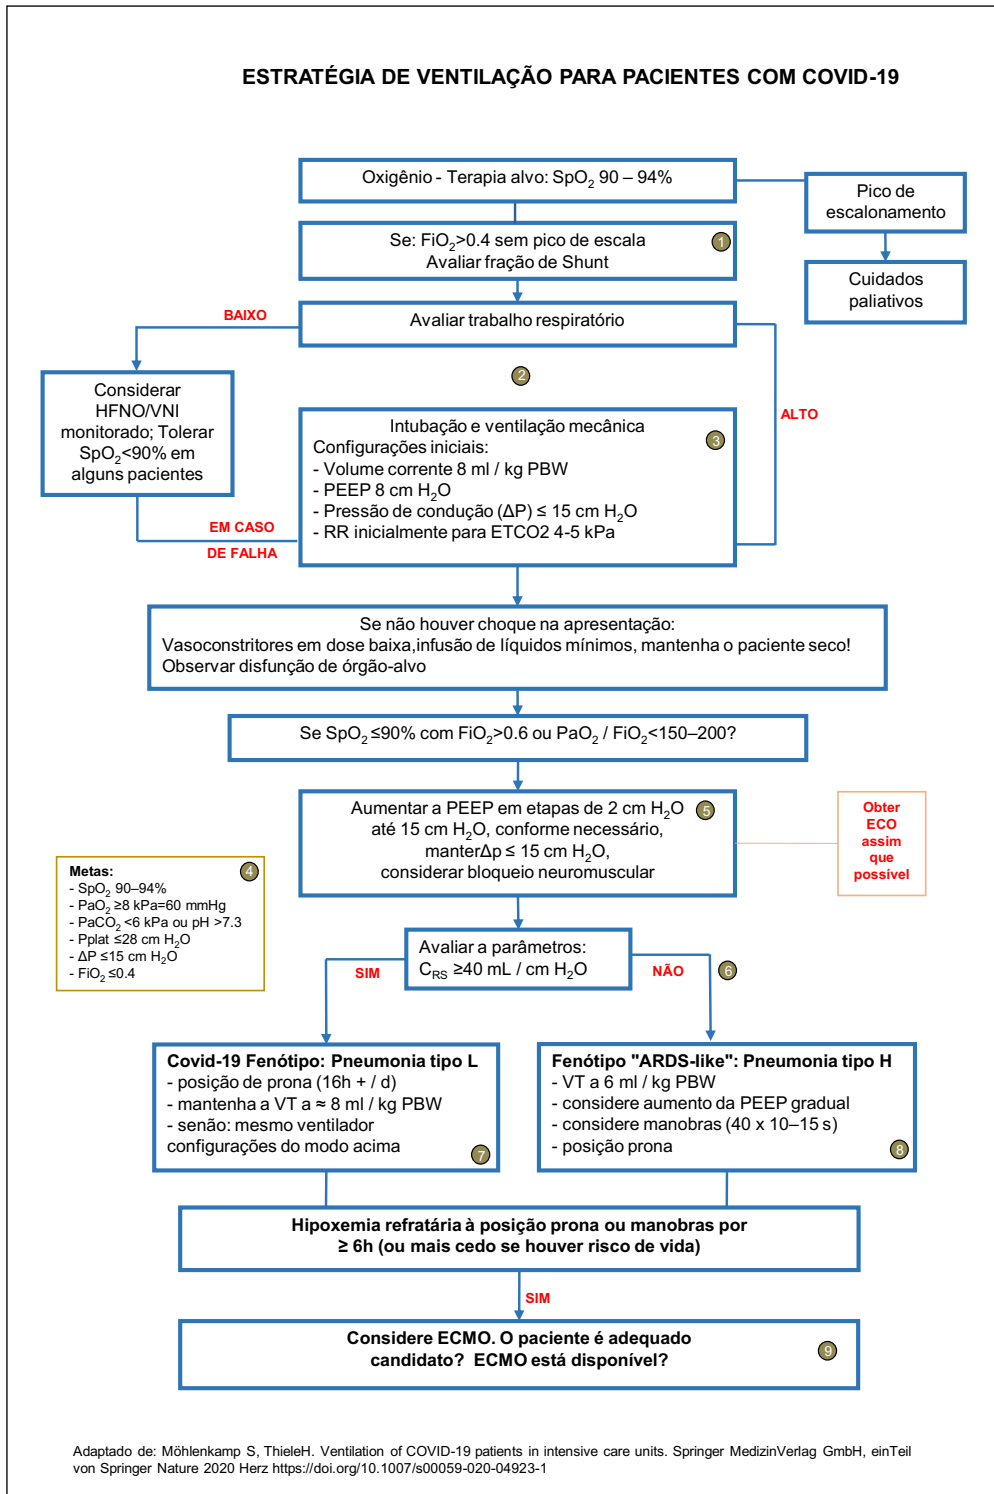 ESTRATÉGIA DE VENTILAÇÃO PARA PACIENTES COM COVID-19
Oxigênio - Terapia alvo: SpO₂ 90 – 94%
Pico de
escalonamento
Cuidados
paliativos
Se: FiO₂>0.4 sem pico de escala
Avaliar fração de Shunt
1
BAIXO
Avaliar trabalho respiratório
2
ALTO
Considerar
HFNO/VNI
monitorado; Tolerar
SpO₂<90% em
alguns pacientes
EM CASO
DE FALHA
Intubação e ventilação mecânica
Configurações iniciais:
- Volume corrente 8 ml / kg PBW
- PEEP 8 cm H₂O
- Pressão de condução (ΔP) ≤ 15 cm H₂O
- RR inicialmente para ETCO2 4-5 kPa
3
Se não houver choque na apresentação:
Vasoconstritores em dose baixa,infusão de líquidos mínimos, mantenha o paciente seco!
Observar disfunção de órgão-alvo
Se SpO₂ ≤90% com FiO₂>0.6 ou PaO₂ / FiO₂<150–200?
Aumentar a PEEP em etapas de 2 cm H₂O
até 15 cm H₂O, conforme necessário,
manterΔp ≤ 15 cm H₂O,
considerar bloqueio neuromuscular
5
Obter
ECO
assim
que
possível
Metas:
4
- SpO₂ 90–94%
- PaO₂ ≥8 kPa=60 mmHg
- PaCO₂ <6 kPa ou pH >7.3
- Pplat ≤28 cm H₂O
- ΔP ≤15 cm H₂O
- FiO₂ ≤0.4
Avaliar a parâmetros:
C_RS ≥40 mL / cm H₂O
SIM
NÃO
6
Covid-19 Fenótipo: Pneumonia tipo L
- posição de prona (16h + / d)
- mantenha a VT a ≈ 8 ml / kg PBW
- senão: mesmo ventilador
configurações do modo acima
7
Fenótipo "ARDS-like": Pneumonia tipo H
- VT a 6 ml / kg PBW
- considere aumento da PEEP gradual
- considere manobras (40 x 10–15 s)
- posição prona
8
Hipoxemia refratária à posição prona ou manobras por
≥ 6h (ou mais cedo se houver risco de vida)
SIM
Considere ECMO. O paciente é adequado
candidato? ECMO está disponível?
9
Adaptado de: Möhlenkamp S, ThieleH. Ventilation of COVID-19 patients in intensive care units. Springer MedizinVerlag GmbH, einTeil
von Springer Nature 2020 Herz https://doi.org/10.1007/s00059-020-04923-1